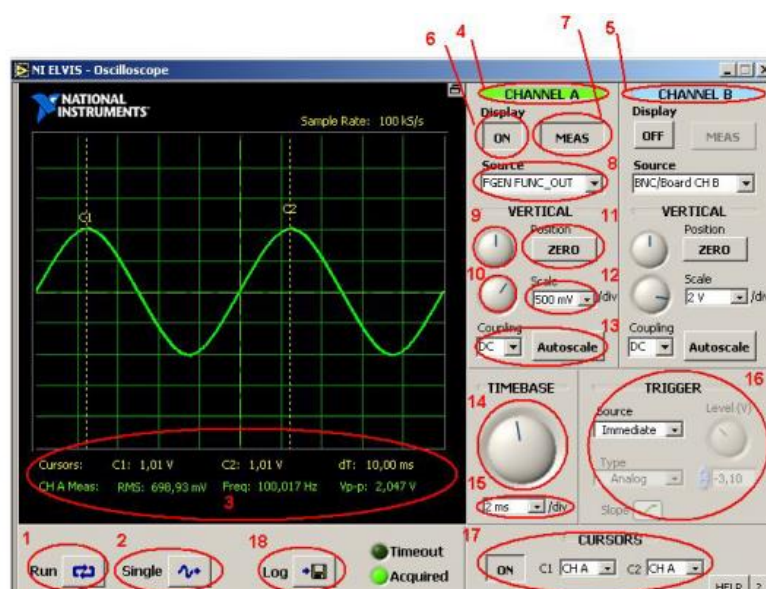 6
4
7
5
NI ELVIS - Oscilloscope
NATIONAL
INSTRUMENTS
Sample Rate: 100 kS/s
C1
C2
Cursors: C1: 1,01 V C2: 1,01 V dT: 10,00 ms
CH A Meas: RMS: 698,93 mV Freq: 100,017 Hz Vp-p: 2,047 V
3
CHANNEL A
Display
ON MEAS
Source
8
FGEN FUNC_OUT
VERTICAL
9
Position
11
ZERO
10
Scale
12
500 mV /div
Coupling
13
DC Autoscale
CHANNEL B
Display
OFF MEAS
Source
BNC/Board CH B
VERTICAL
Position
ZERO
Scale
2 V /div
Coupling
DC Autoscale
TIMEBASE
14
15
2 ms /div
TRIGGER
16
Source
Level (V)
Immediate
Type
Analog
-3,10
Slope
1
2
18
Run
Single
Log
Timeout
Acquired
17
CURSORS
ON C1 CH A C2 CH A
HELP ?